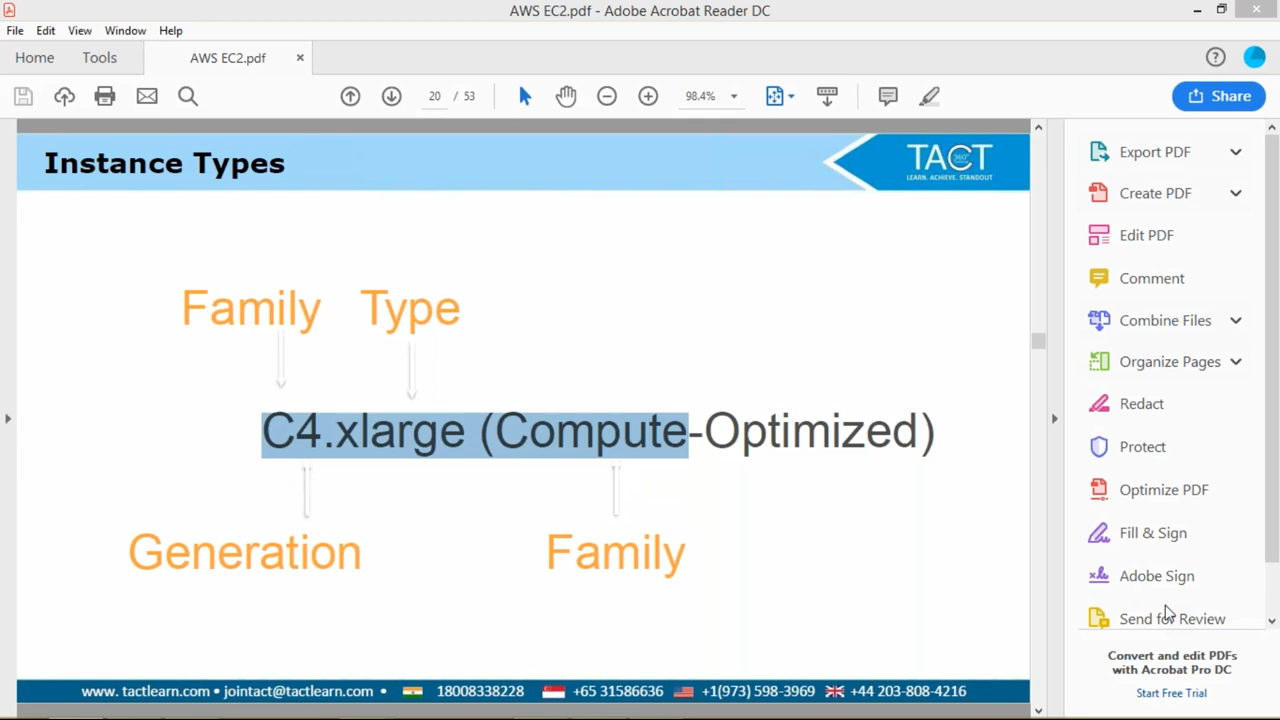 AWS EC2.pdf - Adobe Acrobat Reader DC
File Edit View Window Help
Home Tools AWS EC2.pdf ×
20 / 53 98.4% Share
Instance Types
TACT
360°
LEARN. ACHIEVE. STANDOUT
Family Type
C4.xlarge (Compute-Optimized)
Generation Family
www. tactlearn.com • jointact@tactlearn.com • 18008338228 +65 31586636 +1(973) 598-3969 +44 203-808-4216
Export PDF
Create PDF
Edit PDF
Comment
Combine Files
Organize Pages
Redact
Protect
Optimize PDF
Fill & Sign
Adobe Sign
Send for Review
Convert and edit PDFs
with Acrobat Pro DC
Start Free Trial